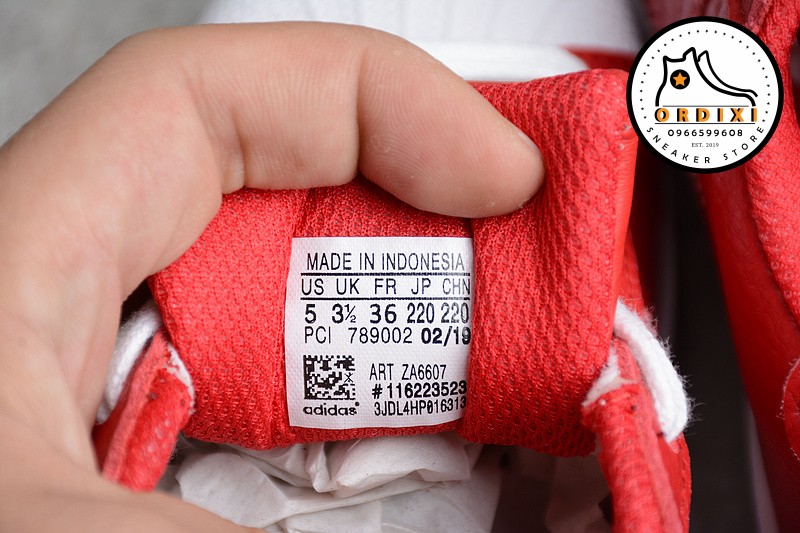 ORDIXI
0966599608
EST. 2019
SNEAKER STORE
MADE IN INDONESIA
US UK FR JP CHN
5 3½ 36 220 220
PCI 789002 02/19
ART ZA6607
#116223523
adidas
3JDL4HP016313